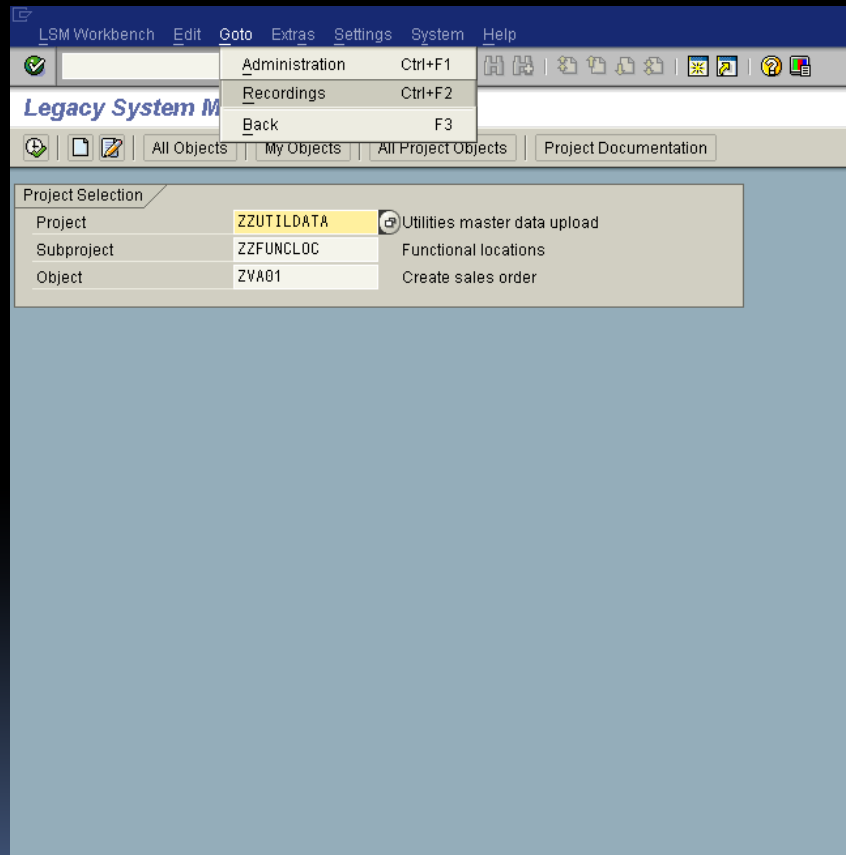 LSM Workbench Edit Goto Extras Settings System Help
Administration Ctrl+F1
Recordings Ctrl+F2
Legacy System M
Back F3
All Objects My Objects All Project Objects Project Documentation
Project Selection
Project ZZUTILDATA Utilities master data upload
Subproject ZZFUNCLOC Functional locations
Object ZVA01 Create sales order